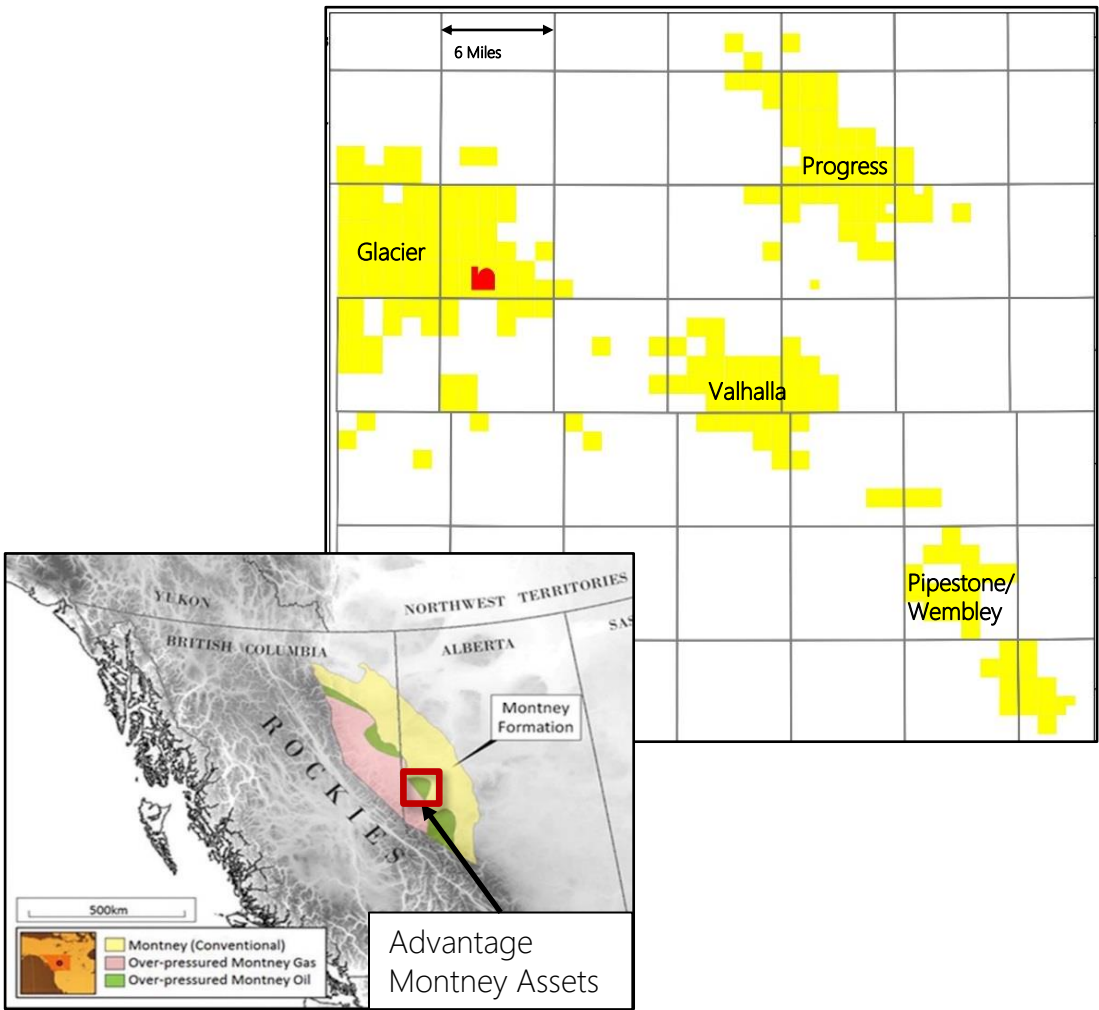 6 Miles
Progress
Glacier
Valhalla
Pipestone/
Wembley
YUKON
NORTHWEST TERRITORIES
SAS
BRITISH COLUMBIA
ALBERTA
Montney
Formation
ROCKIES
500km
Montney (Conventional)
Over-pressured Montney Gas
Over-pressured Montney Oil
Advantage
Montney Assets